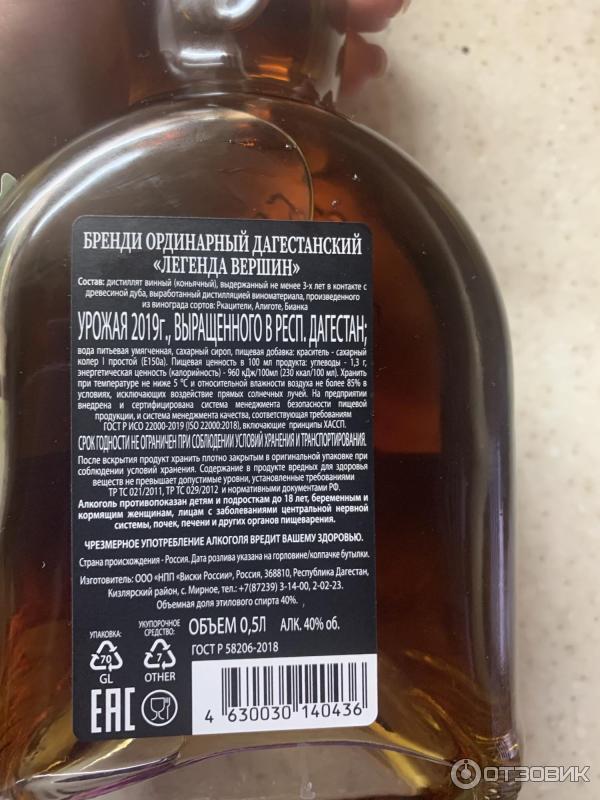 БРЕНДИ ОРДИНАРНЫЙ ДАГЕСТАНСКИЙ
«ЛЕГЕНДА ВЕРШИН»
Состав: дистиллят винный (коньячный), выдержанный не менее 3-х лет в контакте с
древесиной дуба, выработанный дистилляцией виноматериала, произведенного
из винограда сортов: Ркацители, Алиготе, Бианка
УРОЖАЯ 2019г., ВЫРАЩЕННОГО В РЕСП. ДАГЕСТАН;
вода питьевая умягченная, сахарный сироп, пищевая добавка: краситель - сахарный
колер I простой (Е150а). Пищевая ценность в 100 мл продукта: углеводы - 1,3 г,
энергетическая ценность (калорийность) - 960 кДж/100мл (230 ккал/100 мл). Хранить
при температуре не ниже 5 °С и относительной влажности воздуха не более 85% в
условиях, исключающих воздействие прямых солнечных лучей. На предприятии
внедрена и сертифицирована система менеджмента безопасности пищевой
продукции, и система менеджмента качества, соответствующая требованиям
ГОСТ Р ИСО 22000-2019 (ISO 22000:2018), включающие принципы ХАССП.
СРОК ГОДНОСТИ НЕ ОГРАНИЧЕН ПРИ СОБЛЮДЕНИИ УСЛОВИЙ ХРАНЕНИЯ И ТРАНСПОРТИРОВАНИЯ.
После вскрытия продукт хранить плотно закрытым в оригинальной упаковке при
соблюдении условий хранения. Содержание в продукте вредных для здоровья
веществ не превышает допустимые уровни, установленные требованиями
ТР ТС 021/2011, ТР ТС 029/2012 и нормативными документами РФ.
Алкоголь противопоказан детям и подросткам до 18 лет, беременным и
кормящим женщинам, лицам с заболеваниями центральной нервной
системы, почек, печени и других органов пищеварения.
ЧРЕЗМЕРНОЕ УПОТРЕБЛЕНИЕ АЛКОГОЛЯ ВРЕДИТ ВАШЕМУ ЗДОРОВЬЮ.
Страна происхождения - Россия. Дата розлива указана на горловине/колпачке бутылки.
Изготовитель: ООО «НПП «Виски России», Россия, 368810, Республика Дагестан,
Кизлярский район, с. Мирное, тел.: +7(87239) 3-14-00, 2-02-23.
Объемная доля этилового спирта 40%.
УПАКОВКА:
УКУПОРОЧНОЕ
СРЕДСТВО:
ОБЪЕМ 0,5Л АЛК. 40% об.
ГОСТ Р 58206-2018
70
GL
7
OTHER
EAC
4 630030 140436
ОТЗОВИК